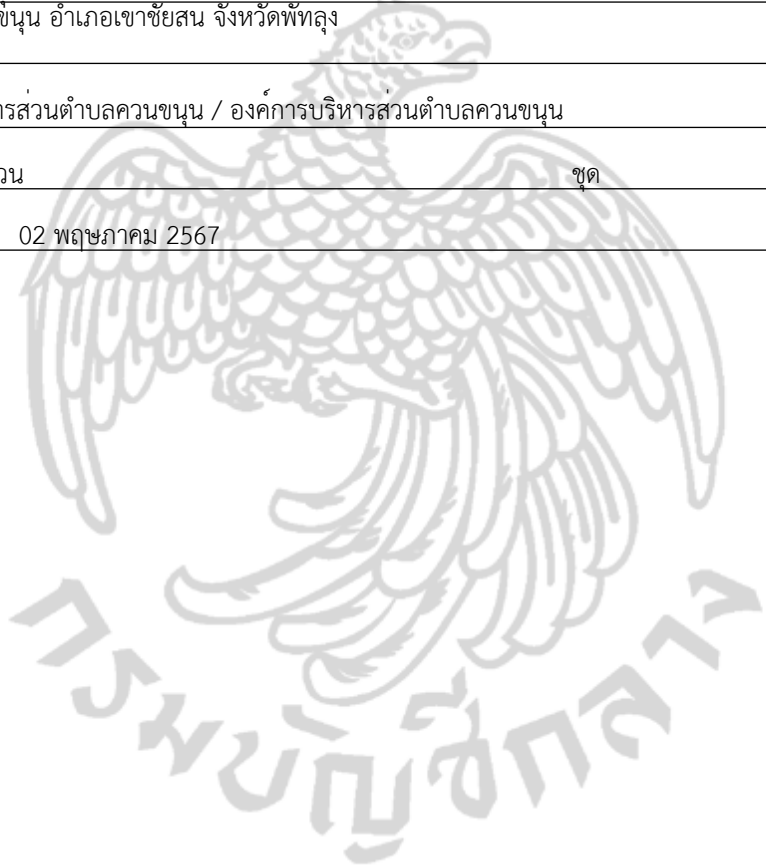 ขนุน อำเภอเขาชัยสน จังหวัดพัทลุง
ารส่วนตำบลควนขนุน / องค์การบริหารส่วนตำบลควนขนุน
วน ชุด
02 พฤษภาคม 2567
กรมบัญชีกลาง